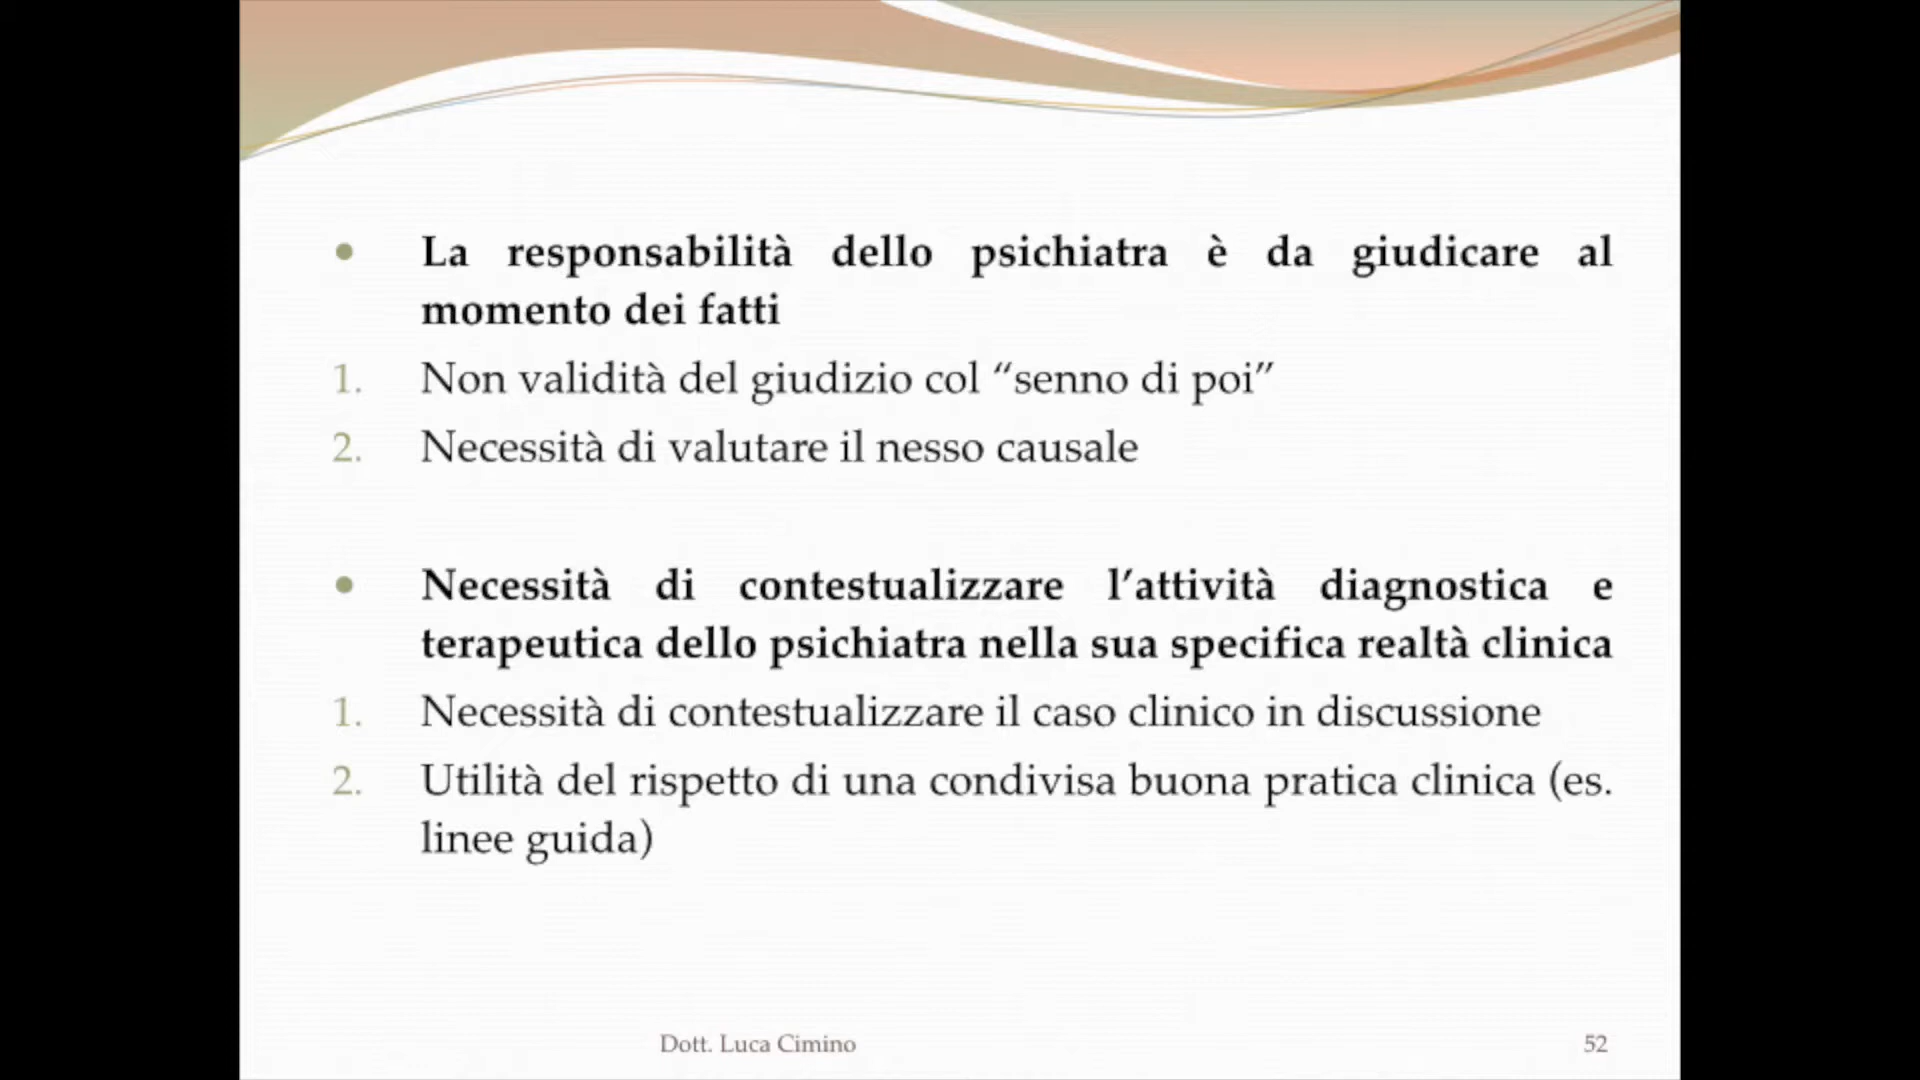 • La responsabilità dello psichiatra è da giudicare al
momento dei fatti
1. Non validità del giudizio col “senno di poi”
2. Necessità di valutare il nesso causale
• Necessità di contestualizzare l’attività diagnostica e
terapeutica dello psichiatra nella sua specifica realtà clinica
1. Necessità di contestualizzare il caso clinico in discussione
2. Utilità del rispetto di una condivisa buona pratica clinica (es.
linee guida)
Dott. Luca Cimino 52